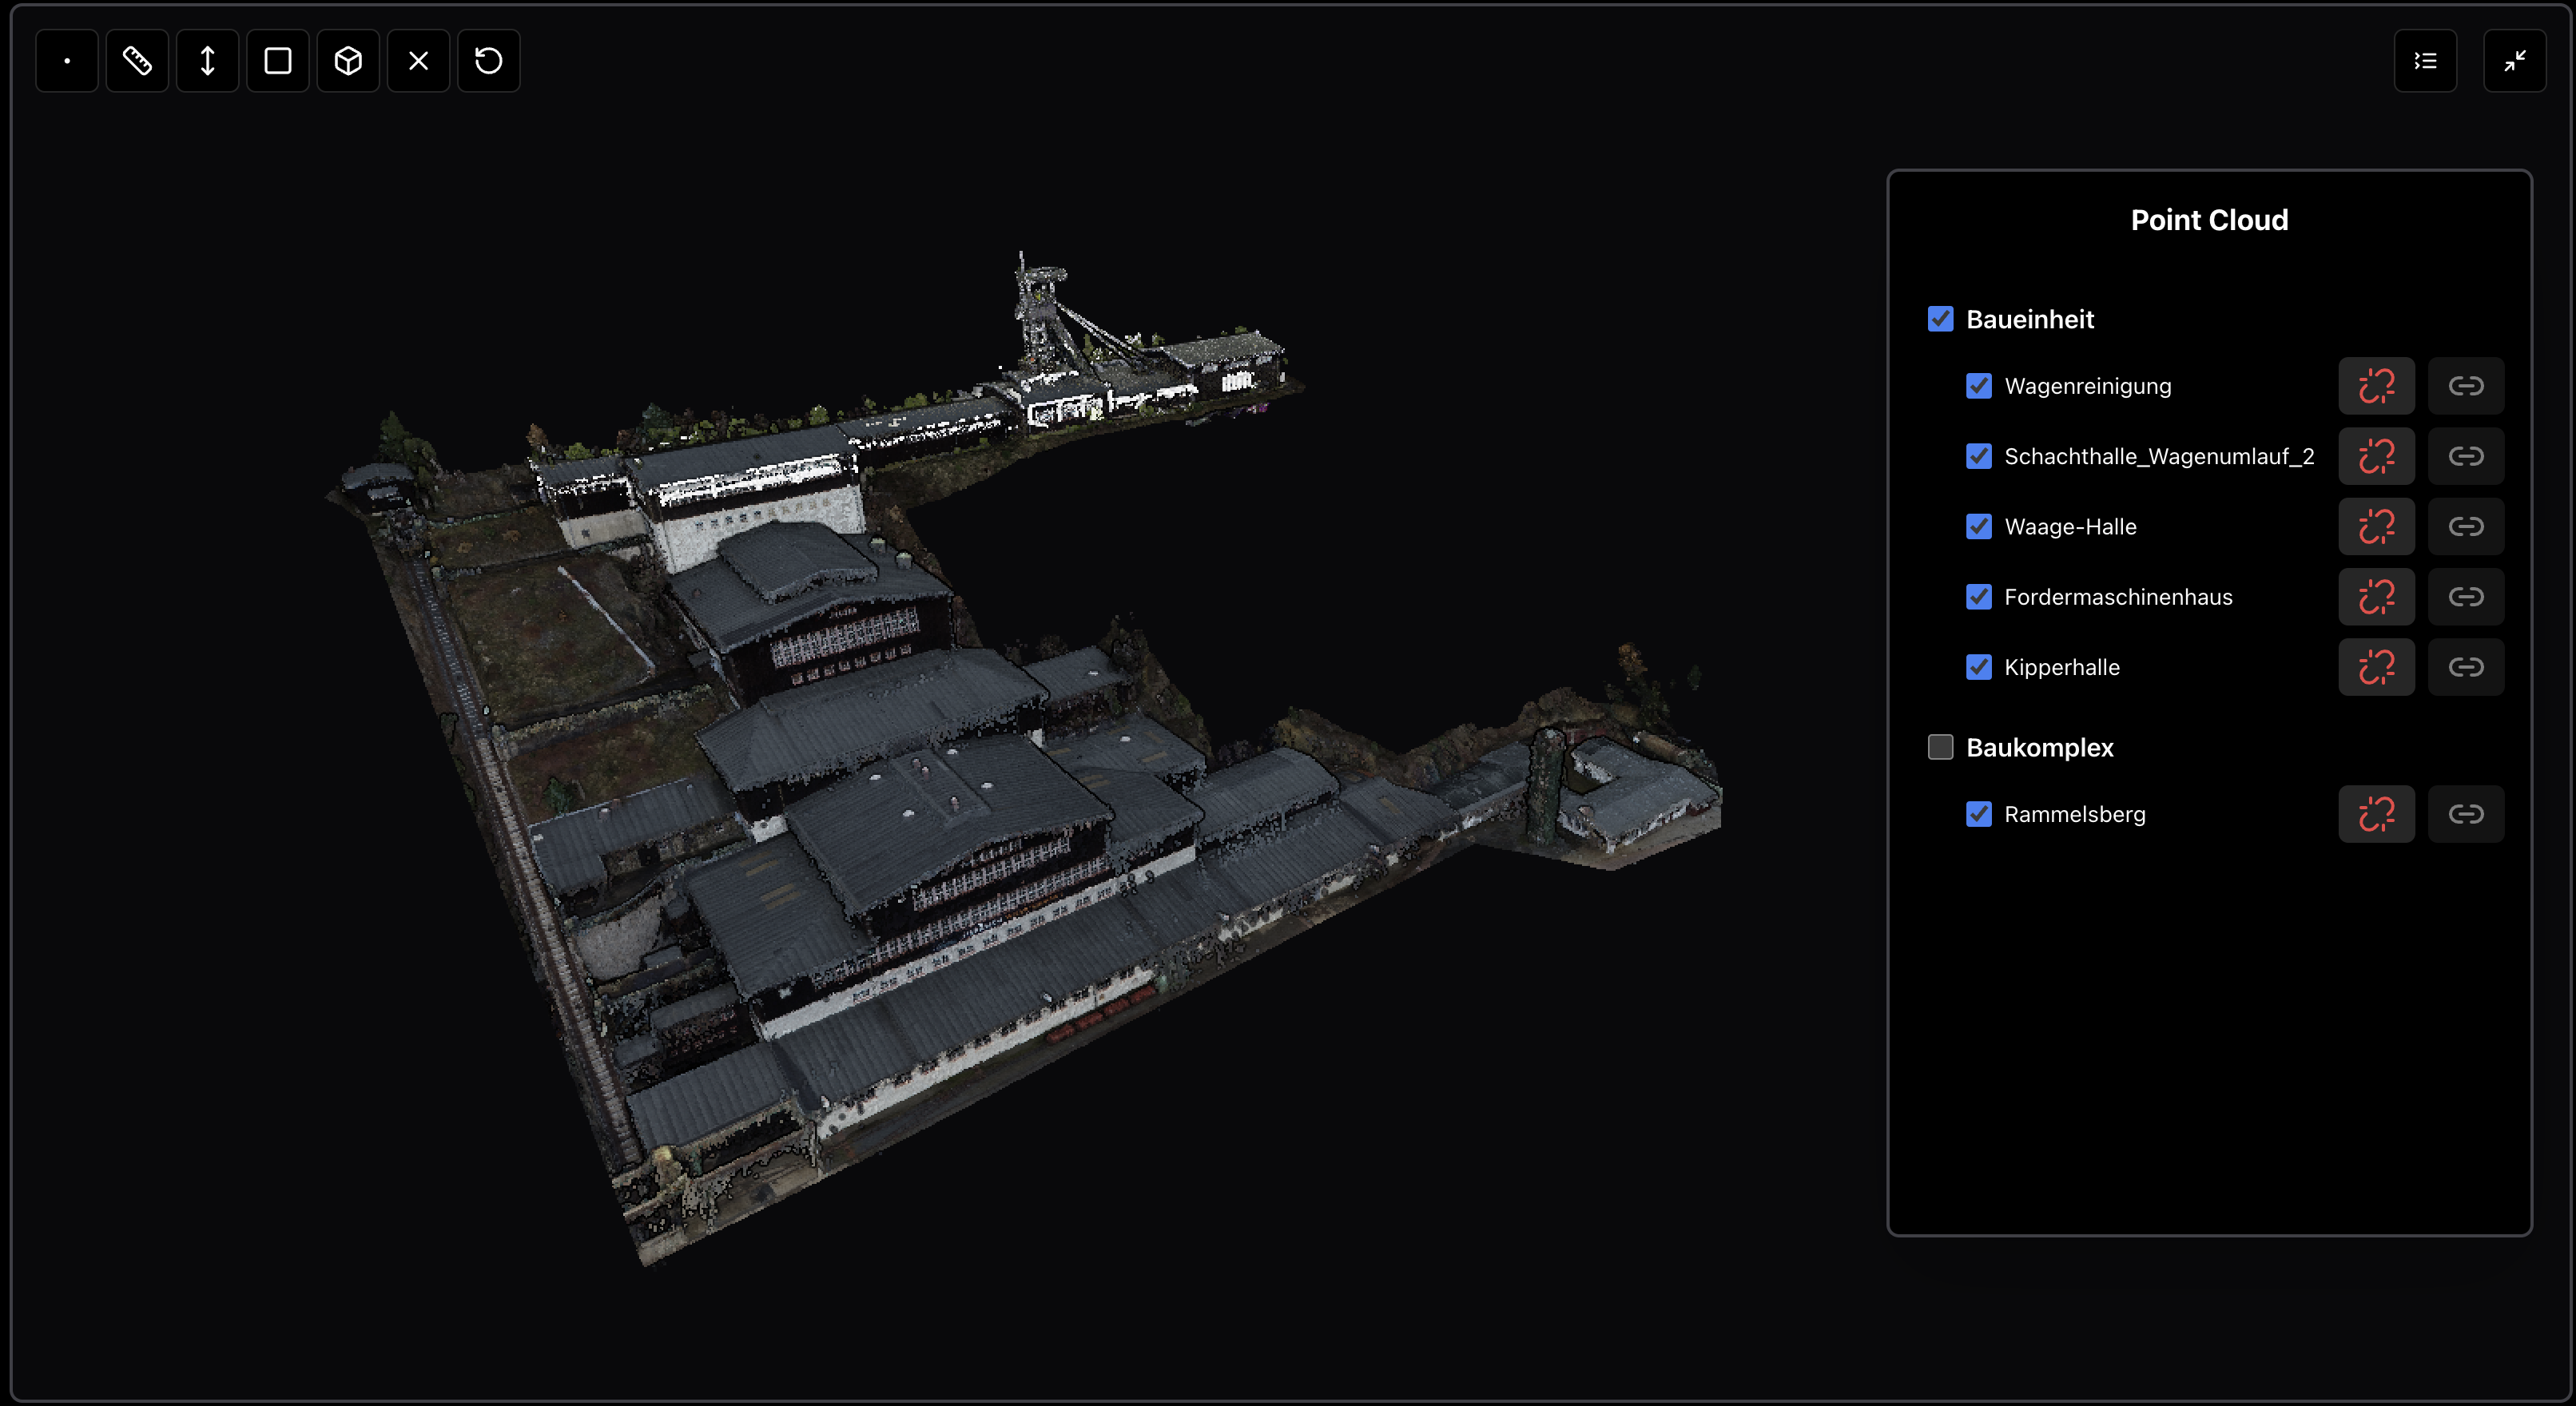 Point Cloud
Baueinheit
Wagenreinigung
Schachthalle_Wagenumlauf_2
Waage-Halle
Fordermaschinenhaus
Kipperhalle
Baukomplex
Rammelsberg